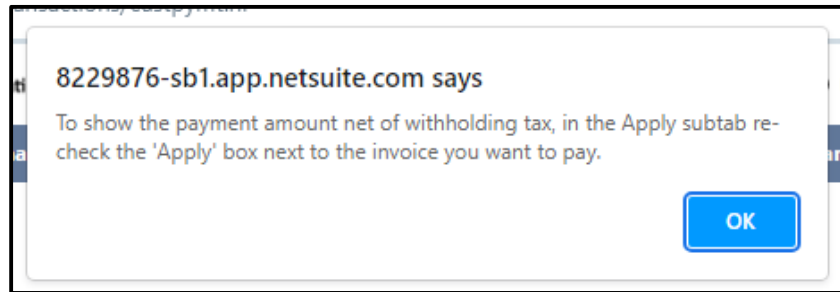 8229876-sb1.app.netsuite.com says
To show the payment amount net of withholding tax, in the Apply subtab re-
check the 'Apply' box next to the invoice you want to pay.
OK